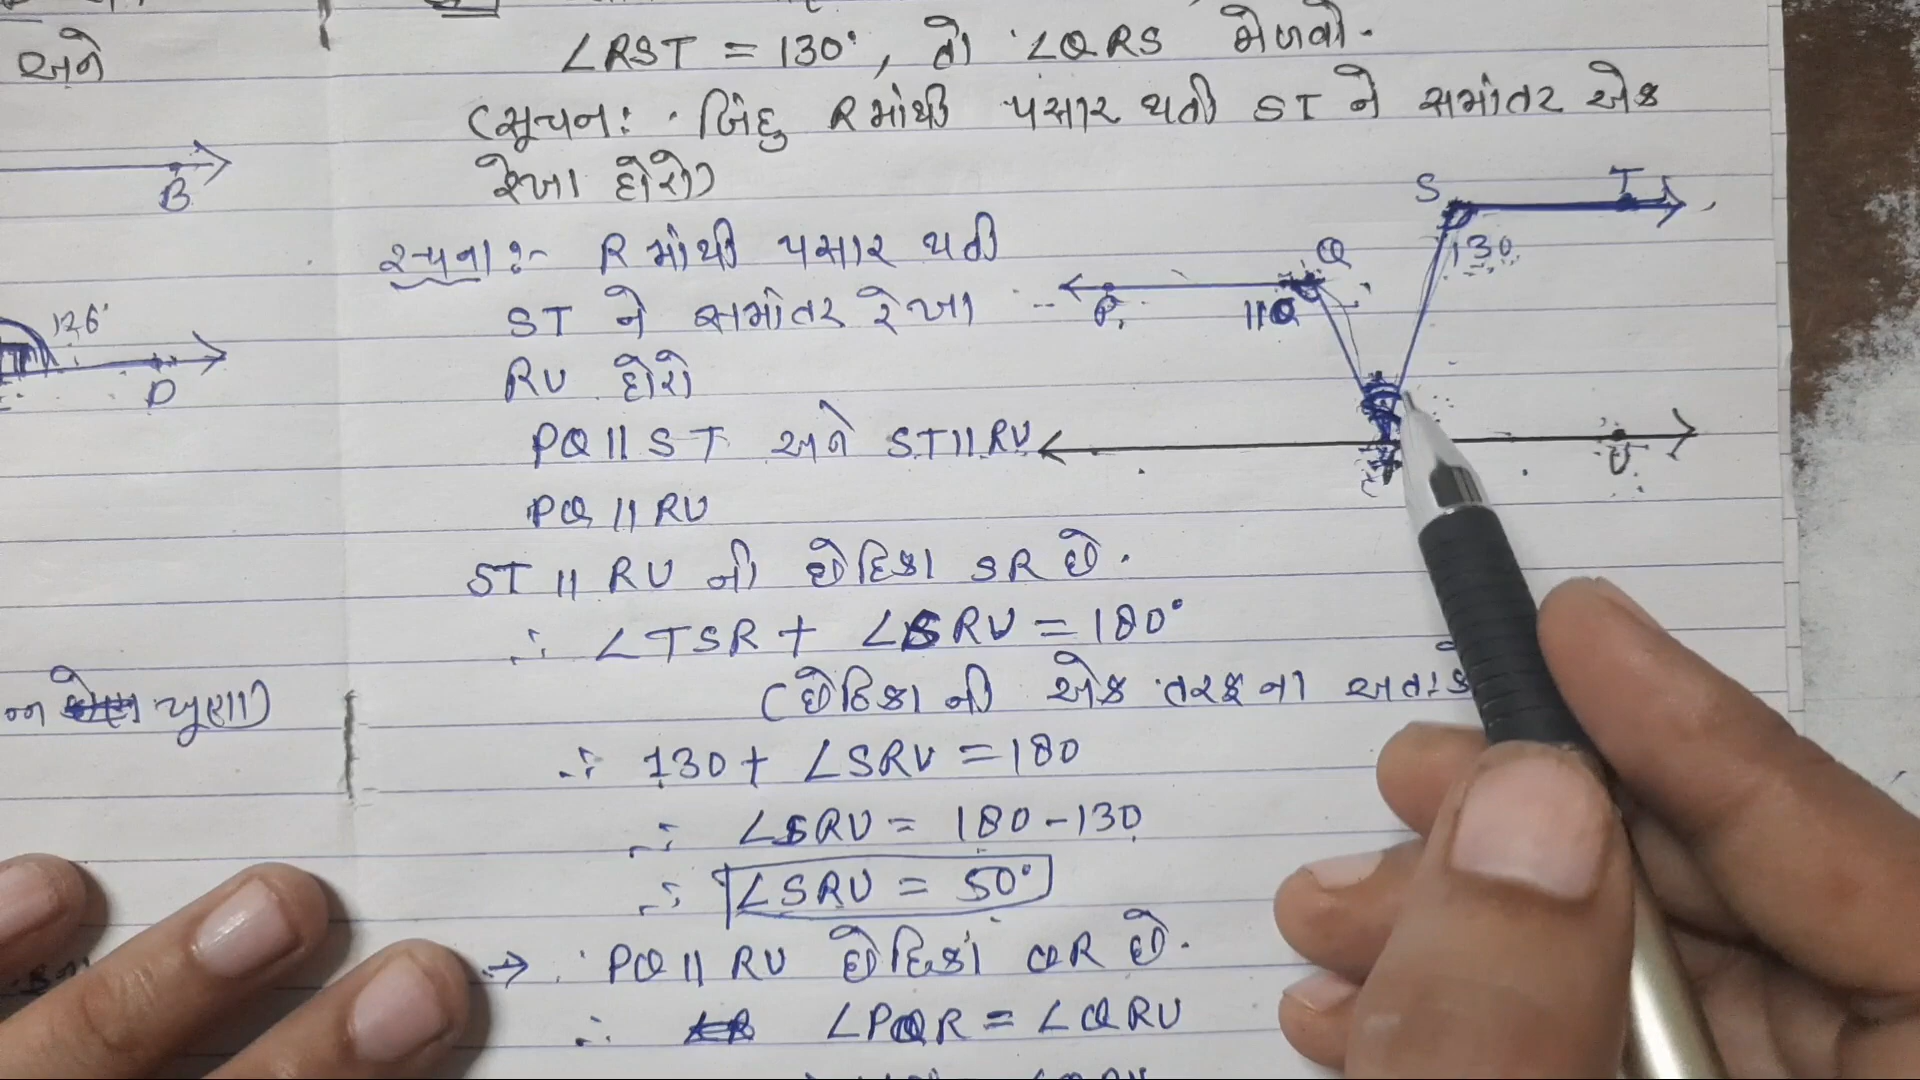 અને
∠RST = 130°, તો ∠QRS મેળવો.
(સૂચન: બિંદુ R માંથી પસાર થતી ST ને સમાંતર એક
રેખા દોરો)
રચના :- R માંથી પસાર થતી
ST ને સમાંતર રેખા
RU દોરો
PQ || ST અને ST || RU
PQ || RU
ST || RU ની છેદિકા SR છે.
∴ ∠TSR + ∠SRU = 180°
(છેદિકા ની એક તરફના
∴ 130 + ∠SRU = 180
∴ ∠SRU = 180 - 130
∴ ∠SRU = 50°
→ PQ || RU છેદિકા QR છે.
∴ ∠PQR = ∠QRU
S T
130
Q
P 110
U
B
126°
D
ખૂણા)